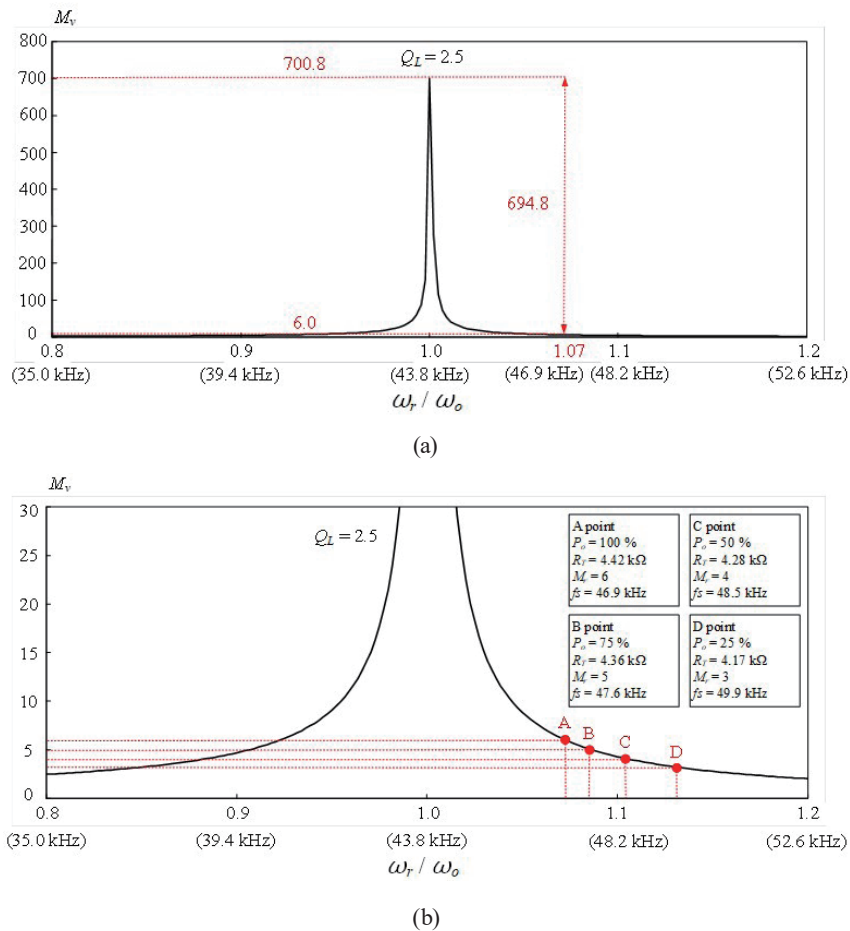 Mv
800
700
600
500
400
300
200
100
0
700.8
QL = 2.5
694.8
6.0
0.8 0.9 1.0 1.07 1.1 1.2
(35.0 kHz) (39.4 kHz) (43.8 kHz) (46.9 kHz) (48.2 kHz) (52.6 kHz)
ωr / ωo
(a)
Mv
30
25
20
15
10
5
0
QL = 2.5
A point
Po = 100 %
RT = 4.42 kΩ
Mv = 6
fs = 46.9 kHz
C point
Po = 50 %
RT = 4.28 kΩ
Mv = 4
fs = 48.5 kHz
B point
Po = 75 %
RT = 4.36 kΩ
Mv = 5
fs = 47.6 kHz
D point
Po = 25 %
RT = 4.17 kΩ
Mv = 3
fs = 49.9 kHz
A B C D
0.8 0.9 1.0 1.1 1.2
(35.0 kHz) (39.4 kHz) (43.8 kHz) (48.2 kHz) (52.6 kHz)
ωr / ωo
(b)